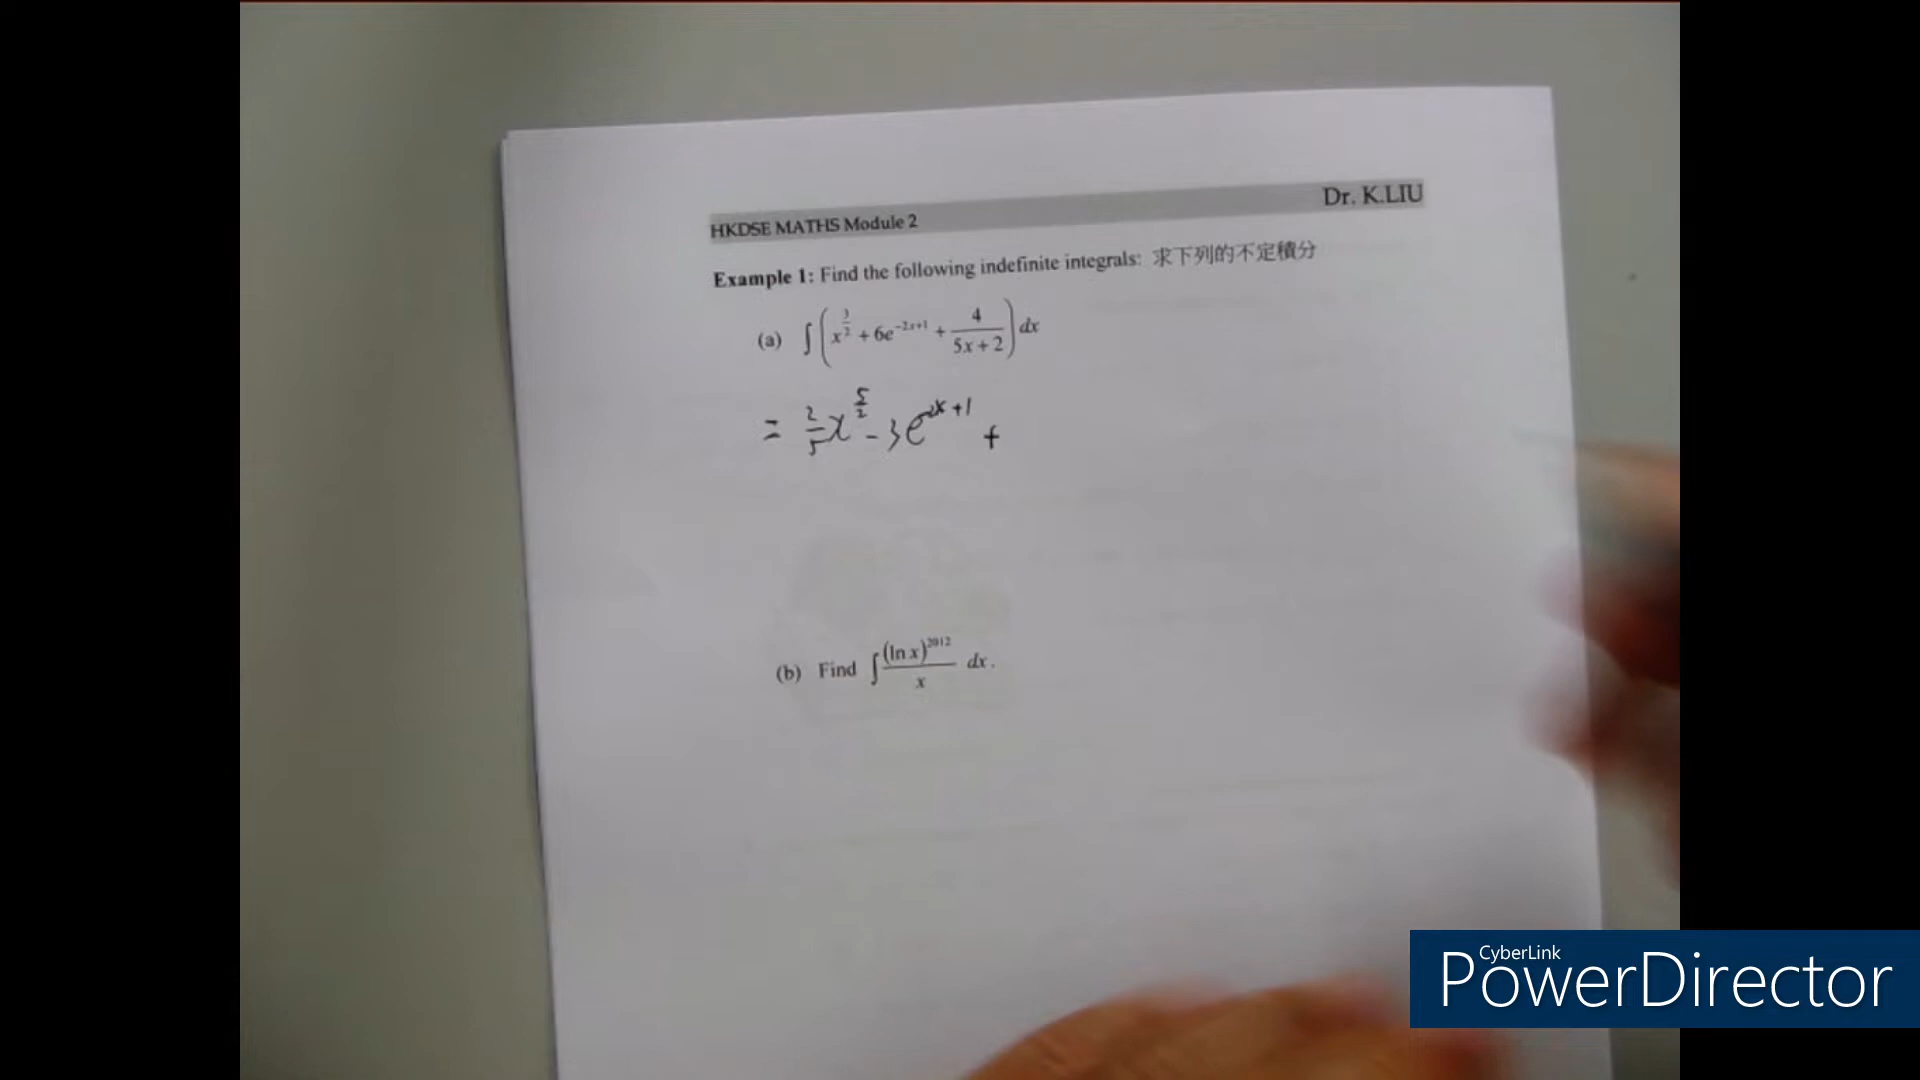 HKDSE MATHS Module 2 Dr. K.LIU
Example 1: Find the following indefinite integrals: 求下列的不定積分
(a) ∫ ( x^{3/2} + 6e^{-2x+1} + 4/(5x+2) ) dx
= 2/5 x^{5/2} - 3e^{-2x+1} +
(b) Find ∫ (ln x)^{2012}/x dx.
CyberLink
PowerDirector